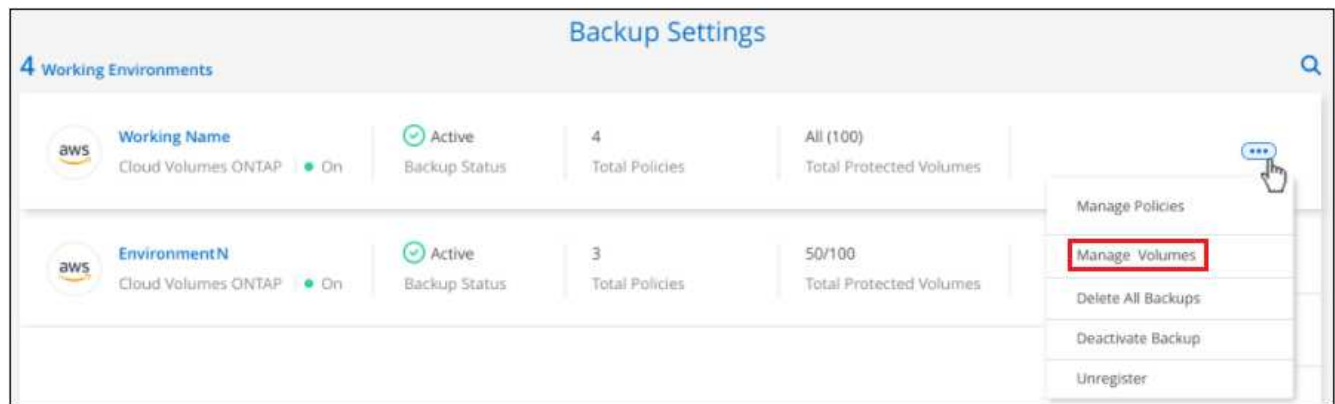 Backup Settings
4 Working Environments
aws
Working Name
Cloud Volumes ONTAP
On
Active
Backup Status
4
Total Policies
All (100)
Total Protected Volumes
Manage Policies
aws
EnvironmentN
Cloud Volumes ONTAP
On
Active
Backup Status
3
Total Policies
50/100
Total Protected Volumes
Manage Volumes
Delete All Backups
Deactivate Backup
Unregister